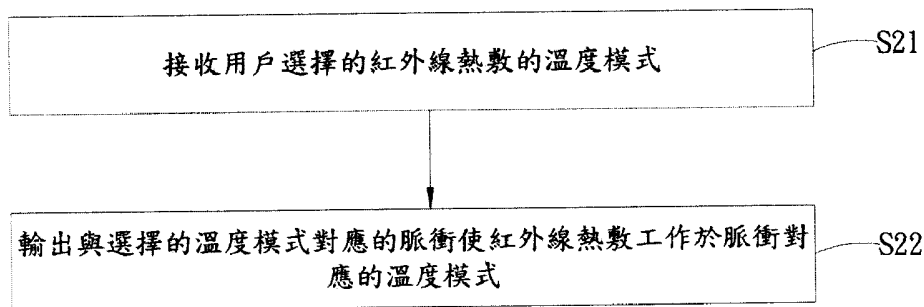 接收用戶選擇的紅外線熱敷的溫度模式
S21
輸出與選擇的溫度模式對應的脈衝使紅外線熱敷工作於脈衝對
應的溫度模式
S22